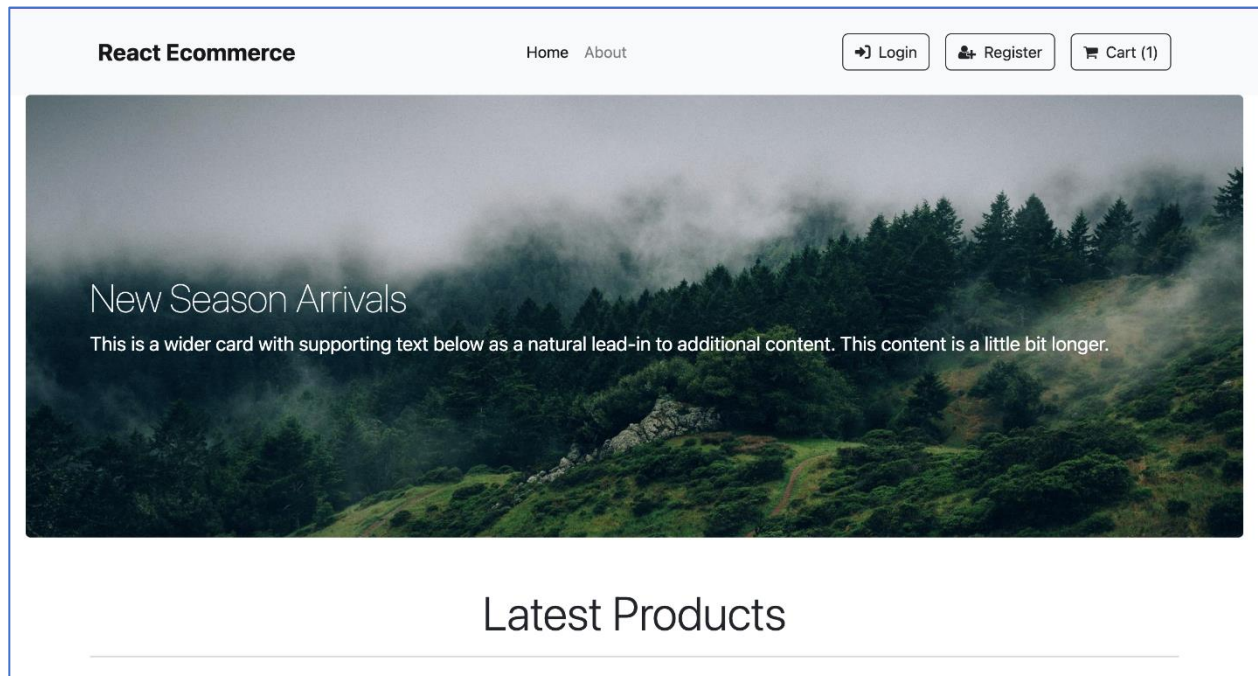 React Ecommerce Home About Login Register Cart (1)
New Season Arrivals
This is a wider card with supporting text below as a natural lead-in to additional content. This content is a little bit longer.
Latest Products